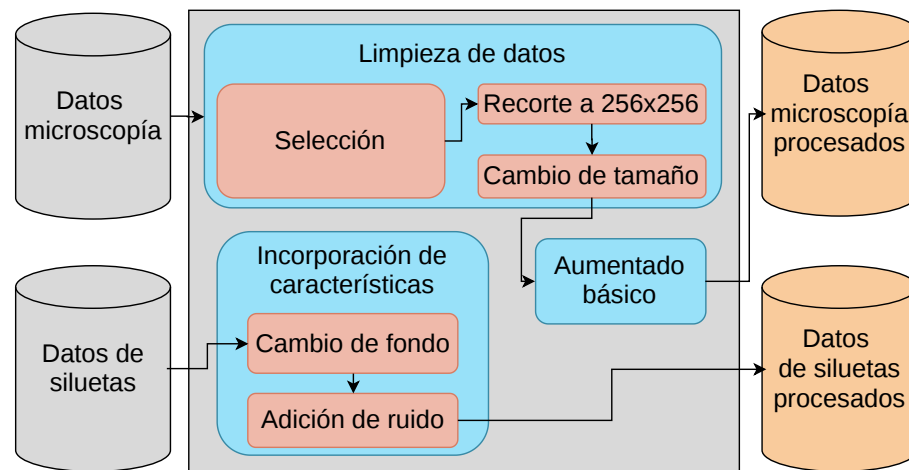 Datos
microscopía
Limpieza de datos
Selección
Recorte a 256x256
Cambio de tamaño
Datos
microscopía
procesados
Incorporación de
características
Aumentado
básico
Datos de
siluetas
Cambio de fondo
Adición de ruido
Datos
de siluetas
procesados